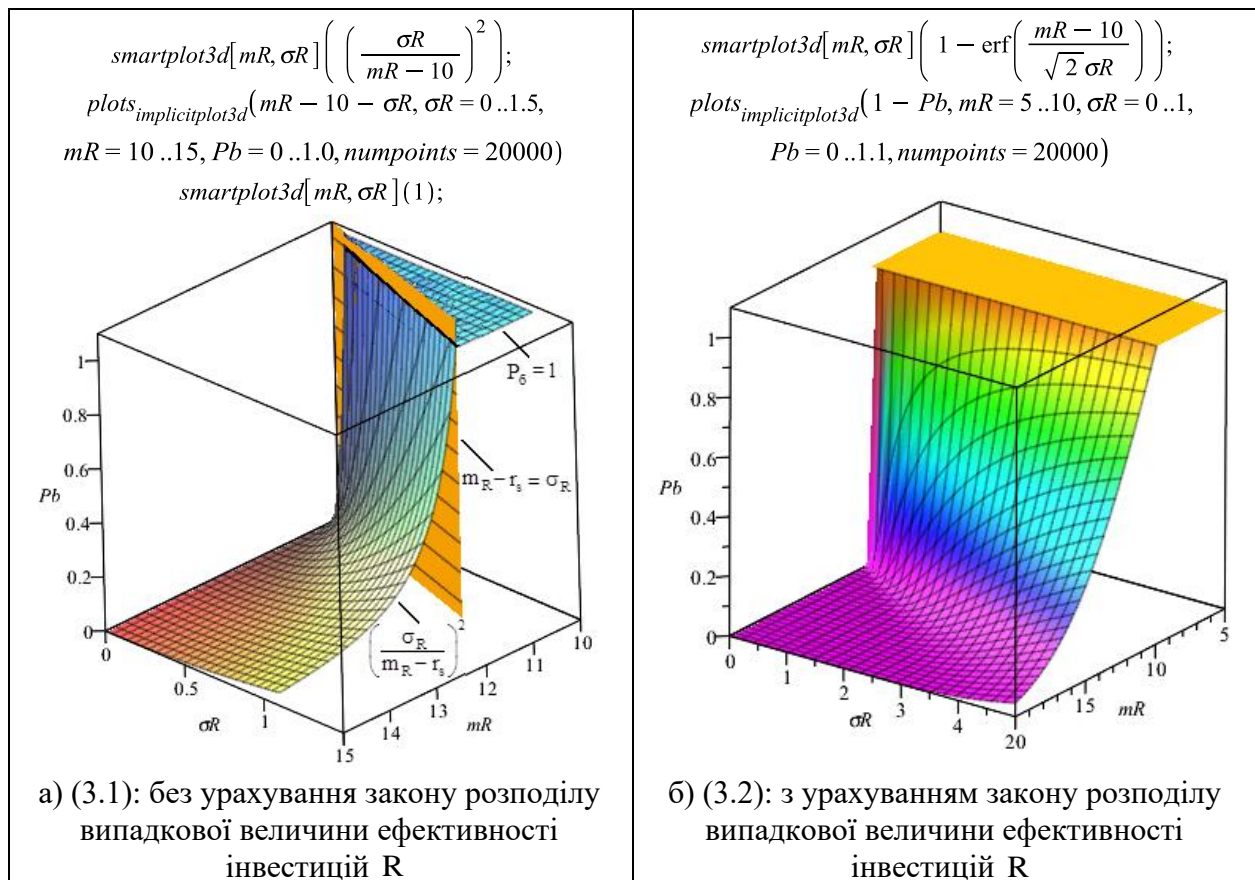 smartplot3d[mR, σR] ( ( σR / (mR − 10) )^2 );
plots_implicitplot3d(mR − 10 − σR, σR = 0 ..1.5,
mR = 10 ..15, Pb = 0 ..1.0, numpoints = 20000)
smartplot3d[mR, σR](1);
1
0.8
0.6
Pb
0.4
0.2
0
0
0.5
σR
1
15
14
13
mR
12
11
10
P_б = 1
m_R − r_s = σ_R
( σ_R / (m_R − r_s) )^2
а) (3.1): без урахування закону розподілу
випадкової величини ефективності
інвестицій R
smartplot3d[mR, σR] ( 1 − erf( (mR − 10) / (√2 σR) ) );
plots_implicitplot3d(1 − Pb, mR = 5 ..10, σR = 0 ..1,
Pb = 0 ..1.1, numpoints = 20000)
1
0.8
0.6
Pb
0.4
0.2
0
0
1
2
σR
3
4
20
15
mR
10
5
б) (3.2): з урахуванням закону розподілу
випадкової величини ефективності
інвестицій R